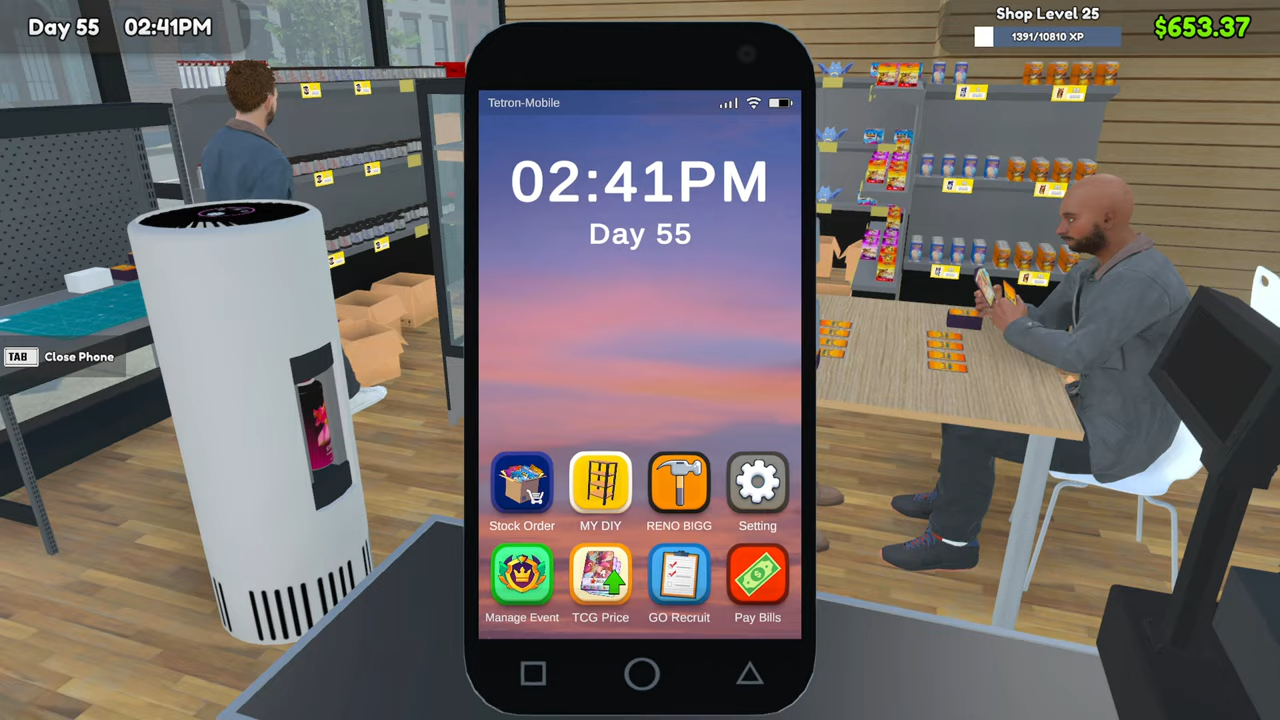 Day 55 02:41PM
Shop Level 25
1391/10810 XP
$653.37
Tetron-Mobile
02:41PM
Day 55
TAB Close Phone
Stock Order MY DIY RENO BIGG Setting
Manage Event TCG Price GO Recruit Pay Bills